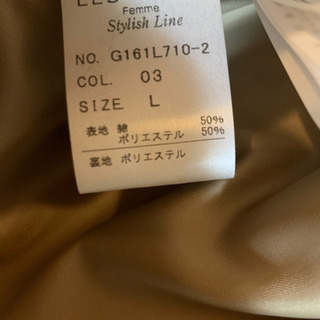 Femme
Stylish Line
NO. G161L710-2
COL. 03
SIZE L
表地 綿 50%
ポリエステル 50%
裏地 ポリエステル